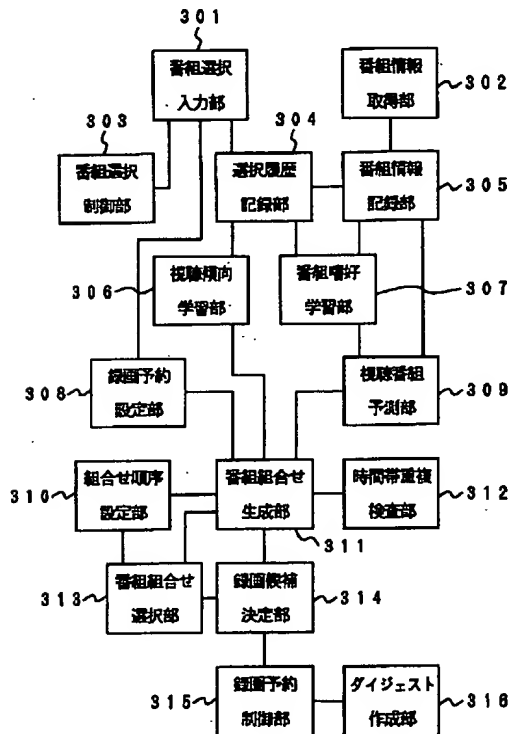 301
番組選択
入力部
番組情報
取得部
302
303
番組選択
制御部
304
選択履歴
記録部
番組情報
記録部
305
306
視聴傾向
学習部
番組嗜好
学習部
307
308
録画予約
設定部
視聴番組
予測部
309
310
組合せ順序
設定部
番組組合せ
生成部
311
時間帯重複
検査部
312
313
番組組合せ
選択部
録画候補
決定部
314
315
録画予約
制御部
ダイジェスト
作成部
316